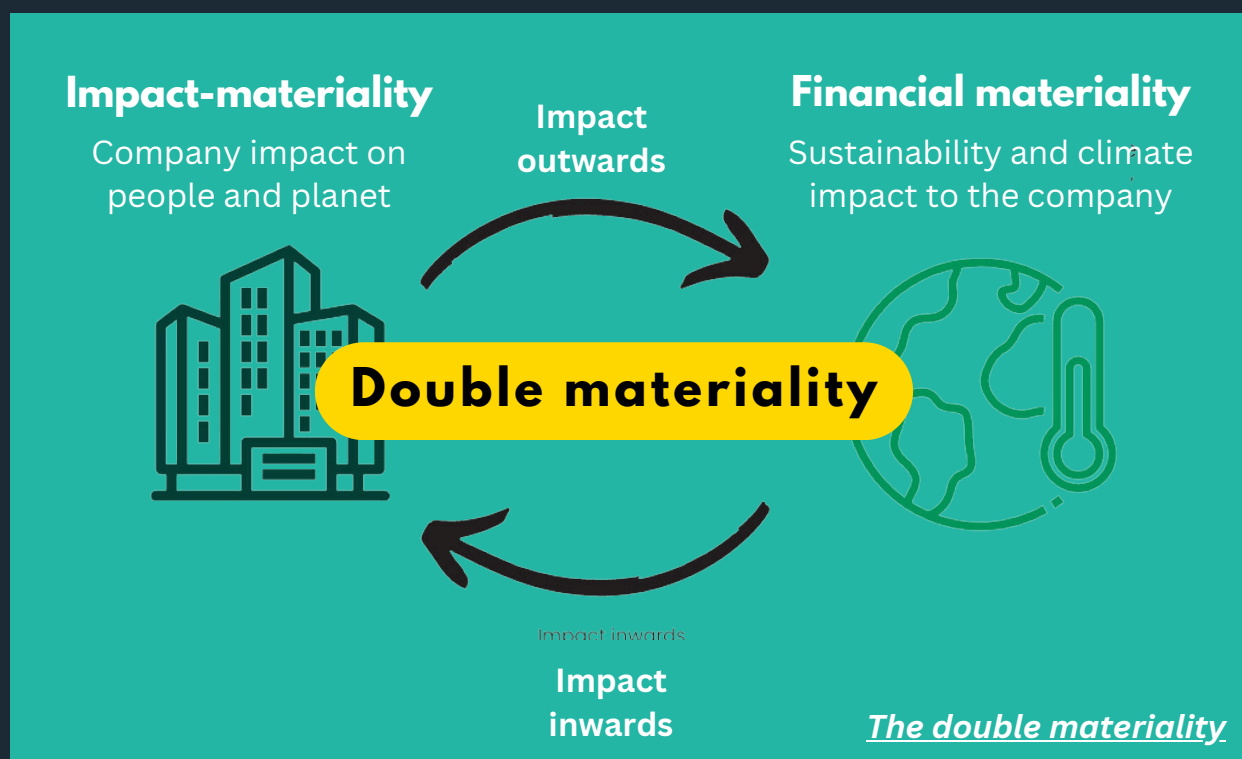 Impact-materiality
Company impact on
people and planet
Impact
outwards
Financial materiality
Sustainability and climate
impact to the company
Double materiality
Impact inwards
Impact
inwards
The double materiality